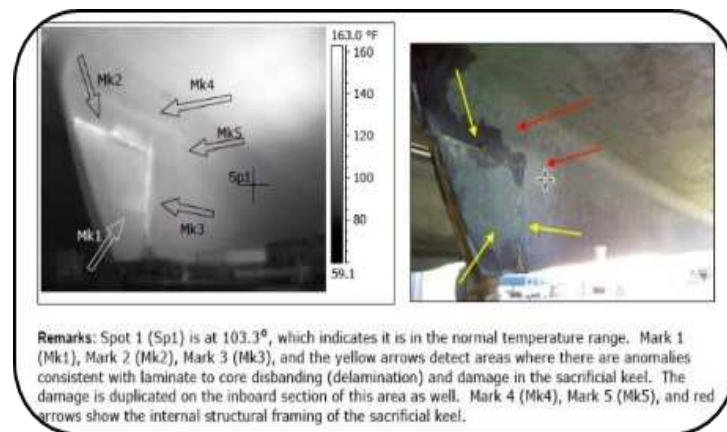 163.0 °F
160
Mk2
Mk4
140
120
Mk5
Sp1
100
Mk1
Mk3
80
59.1
Remarks: Spot 1 (Sp1) is at 103.3°, which indicates it is in the normal temperature range. Mark 1
(Mk1), Mark 2 (Mk2), Mark 3 (Mk3), and the yellow arrows detect areas where there are anomalies
consistent with laminate to core disbanding (delamination) and damage in the sacrificial keel. The
damage is duplicated on the inboard section of this area as well. Mark 4 (Mk4), Mark 5 (Mk5), and red
arrows show the internal structural framing of the sacrificial keel.